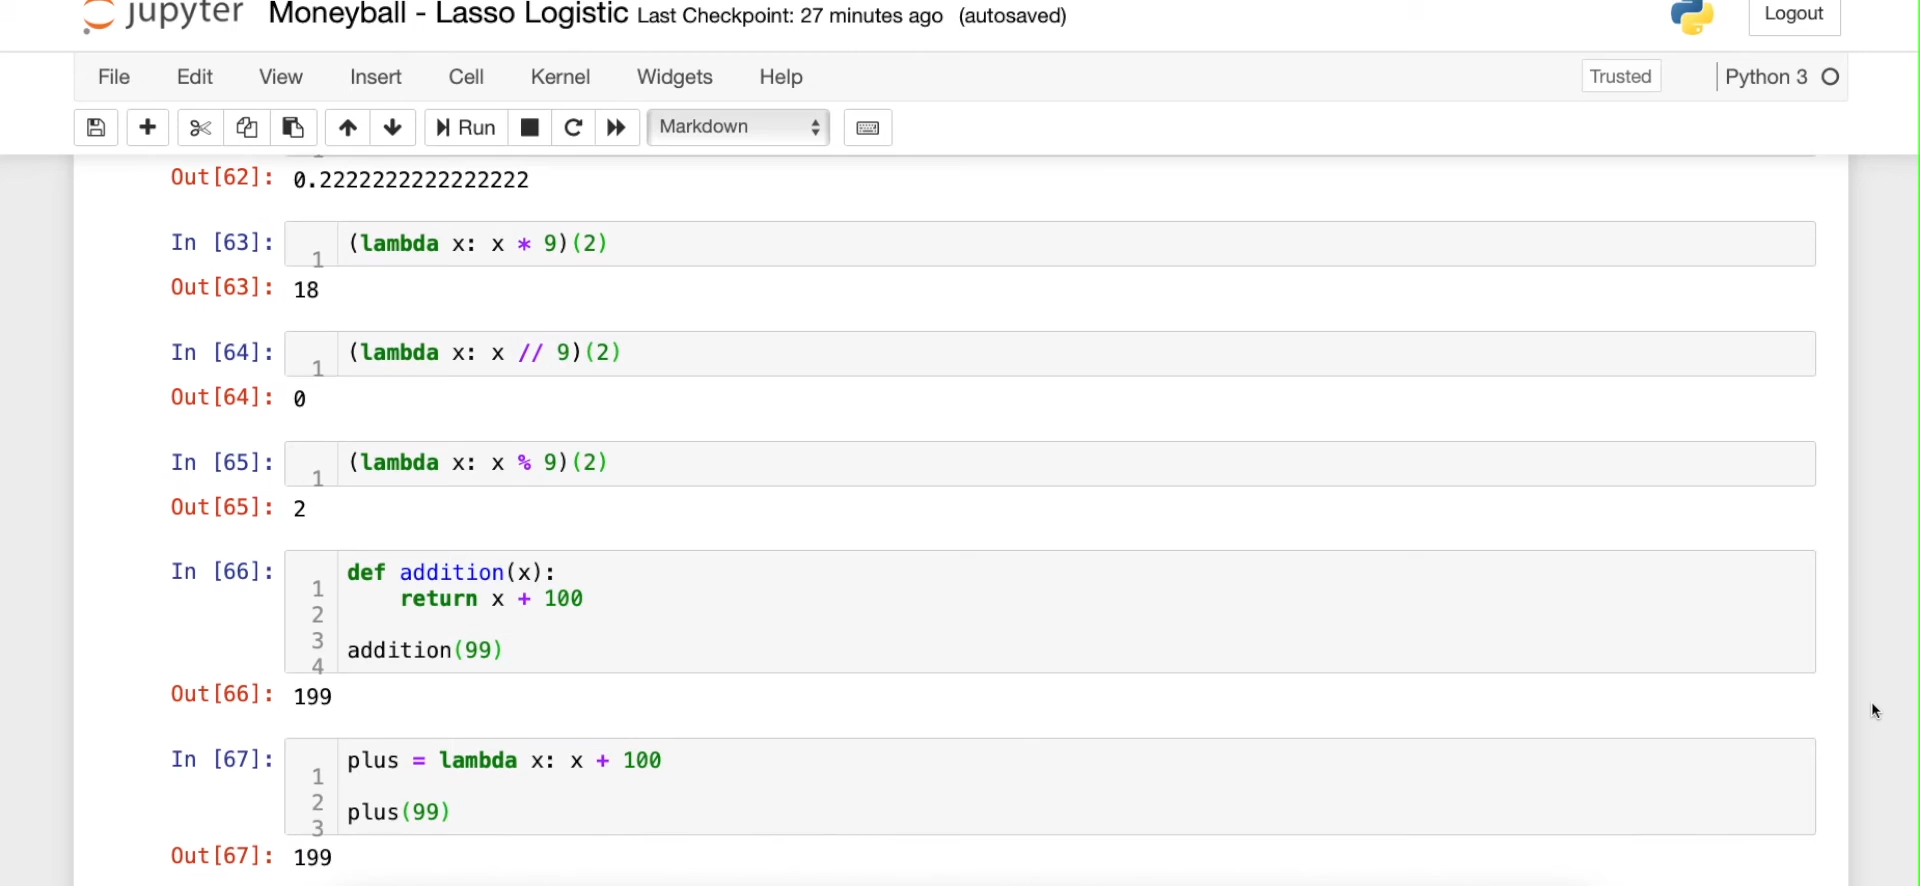 jupyter Moneyball - Lasso Logistic Last Checkpoint: 27 minutes ago (autosaved) Logout
File Edit View Insert Cell Kernel Widgets Help Trusted Python 3
Run Markdown
Out[62]: 0.2222222222222222
In [63]: 1 (lambda x: x * 9)(2)
Out[63]: 18
In [64]: 1 (lambda x: x // 9)(2)
Out[64]: 0
In [65]: 1 (lambda x: x % 9)(2)
Out[65]: 2
In [66]: 1 def addition(x):
2     return x + 100
3
4 addition(99)
Out[66]: 199
In [67]: 1 plus = lambda x: x + 100
2
3 plus(99)
Out[67]: 199